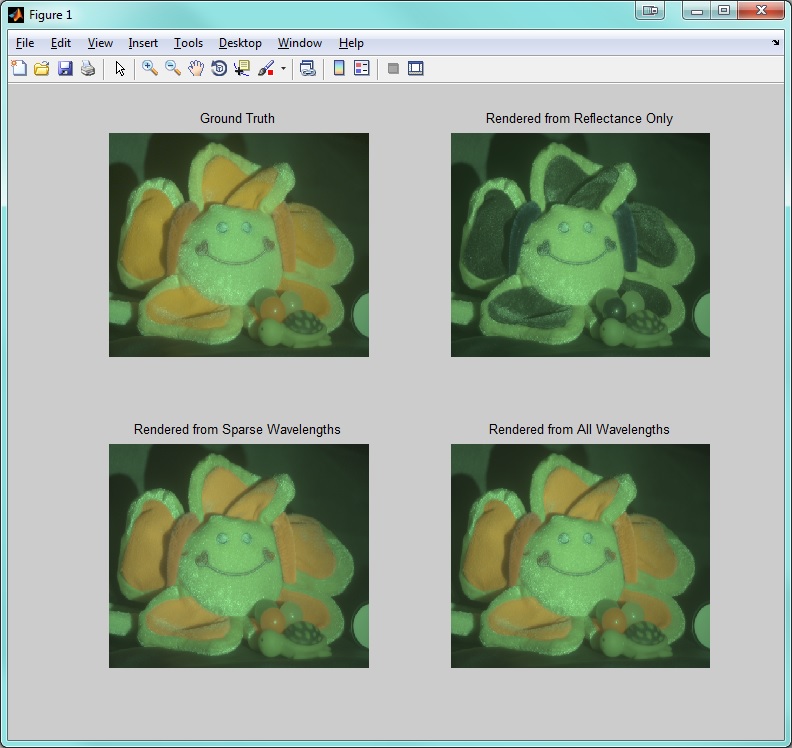 Figure 1
File Edit View Insert Tools Desktop Window Help
Ground Truth
Rendered from Reflectance Only
Rendered from Sparse Wavelengths
Rendered from All Wavelengths